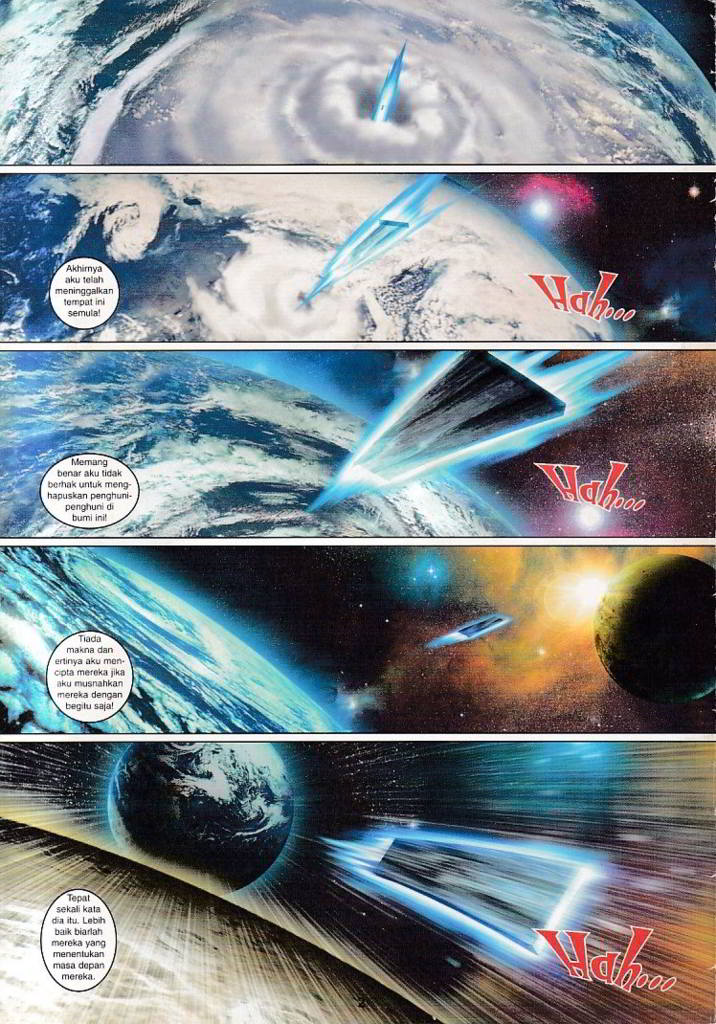 Akhirnya
aku telah
meninggalkan
tempat ini
semula!
Hah...
Memang
benar aku tidak
berhak untuk meng-
hapuskan penghuni-
penghuni di
bumi ini!
Hah...
Tiada
makna dan
ertinya aku men-
cipta mereka jika
aku musnahkan
mereka dengan
begitu saja!
Tepat
sekali kata
dia itu. Lebih
baik biarlah
mereka yang
menentukan
masa depan
mereka.
Hah...